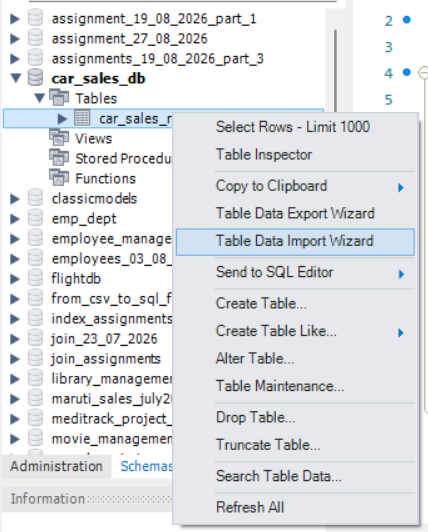 assignment_19_08_2026_part_1
assignment_27_08_2026
assignments_19_08_2026_part_3
car_sales_db
Tables
car_sales_r
Views
Stored Procedu
Functions
classicmodels
emp_dept
employee_manage
employees_03_08_
flightdb
from_csv_to_sql_f
index_assignments
join_23_07_2026
join_assignments
library_managemer
maruti_sales_july20
meditrack_project_
movie_managemen
Administration Schemas
Information
2
3
4
5
Select Rows - Limit 1000
Table Inspector
Copy to Clipboard
Table Data Export Wizard
Table Data Import Wizard
Send to SQL Editor
Create Table...
Create Table Like...
Alter Table...
Table Maintenance...
Drop Table...
Truncate Table...
Search Table Data...
Refresh All